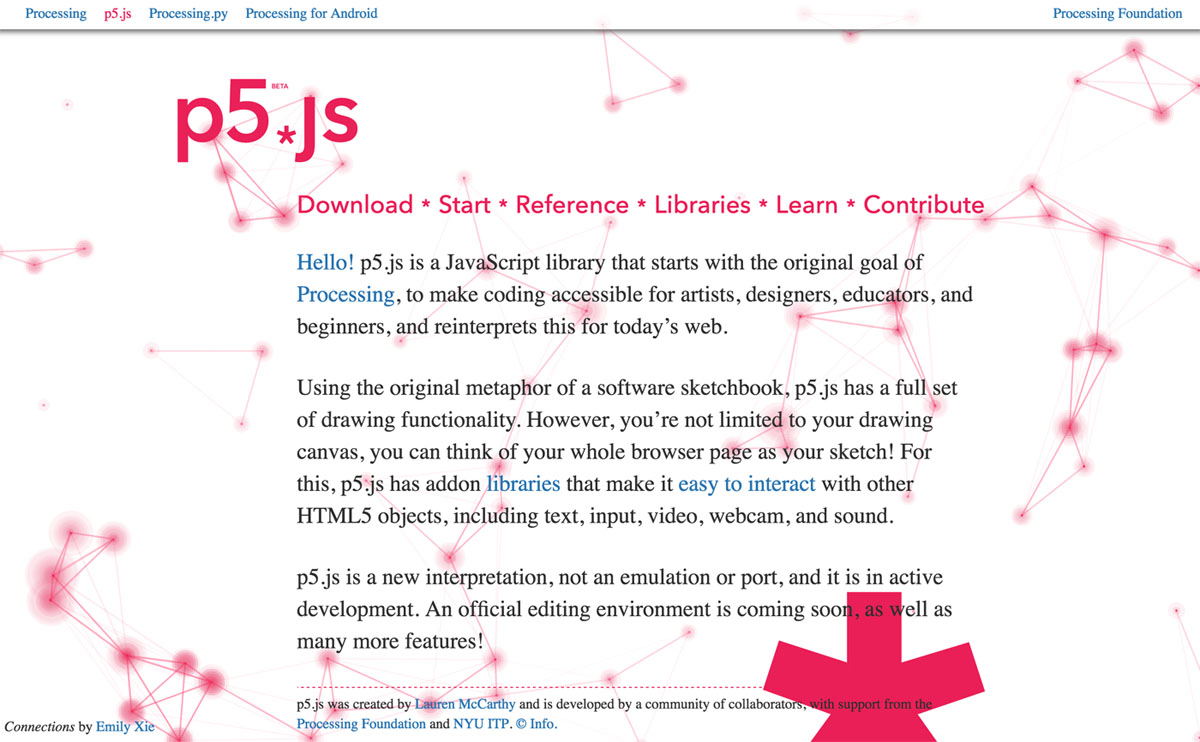 Processing p5.js Processing.py Processing for Android Processing Foundation
p5.js BETA
Download * Start * Reference * Libraries * Learn * Contribute
Hello! p5.js is a JavaScript library that starts with the original goal of
Processing, to make coding accessible for artists, designers, educators, and
beginners, and reinterprets this for today’s web.
Using the original metaphor of a software sketchbook, p5.js has a full set
of drawing functionality. However, you’re not limited to your drawing
canvas, you can think of your whole browser page as your sketch! For
this, p5.js has addon libraries that make it easy to interact with other
HTML5 objects, including text, input, video, webcam, and sound.
p5.js is a new interpretation, not an emulation or port, and it is in active
development. An official editing environment is coming soon, as well as
many more features!
p5.js was created by Lauren McCarthy and is developed by a community of collaborators, with support from the
Processing Foundation and NYU ITP. © Info.
Connections by Emily Xie